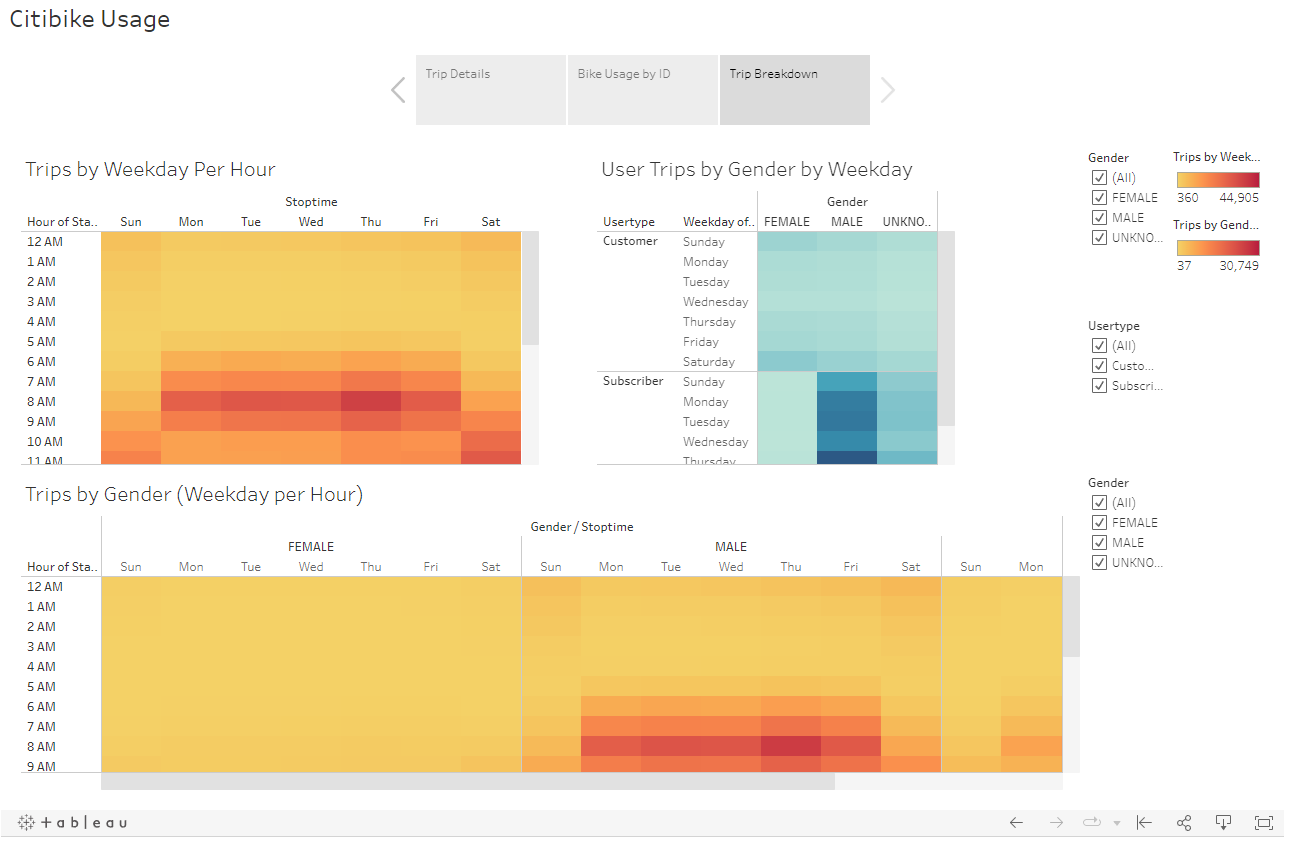 Citibike Usage
Trip Details
Bike Usage by ID
Trip Breakdown
Trips by Weekday Per Hour
Stoptime
Hour of Sta.. Sun Mon Tue Wed Thu Fri Sat
12 AM
1 AM
2 AM
3 AM
4 AM
5 AM
6 AM
7 AM
8 AM
9 AM
10 AM
11 AM
User Trips by Gender by Weekday
Gender
Usertype Weekday of.. FEMALE MALE UNKNO..
Customer Sunday
Monday
Tuesday
Wednesday
Thursday
Friday
Saturday
Subscriber Sunday
Monday
Tuesday
Wednesday
Thursday
Gender
(All)
FEMALE
MALE
UNKNO...
Trips by Week...
360 44,905
Trips by Gend...
37 30,749
Usertype
(All)
Custo...
Subscri...
Trips by Gender (Weekday per Hour)
Gender / Stoptime
FEMALE MALE
Hour of Sta.. Sun Mon Tue Wed Thu Fri Sat Sun Mon Tue Wed Thu Fri Sat Sun Mon
12 AM
1 AM
2 AM
3 AM
4 AM
5 AM
6 AM
7 AM
8 AM
9 AM
Gender
(All)
FEMALE
MALE
UNKNO...
+ a b | e a u